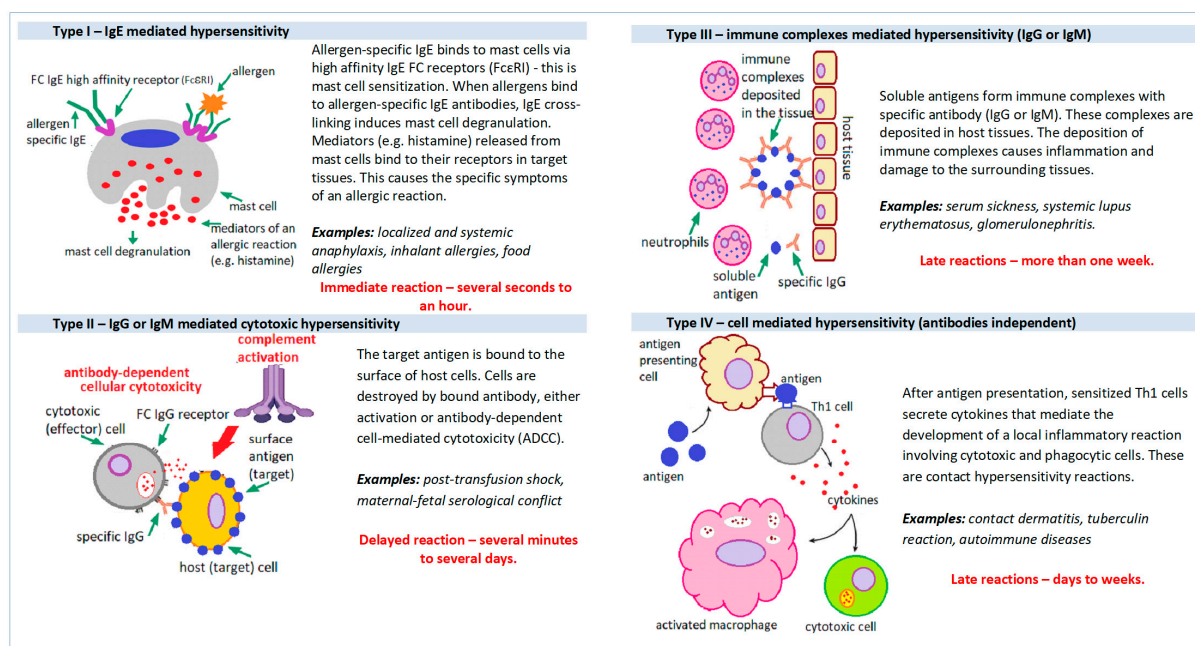 Type I – IgE mediated hypersensitivity
FC IgE high affinity receptor (FcɛRI)
allergen
allergen
specific IgE
mast cell
mediators of an
allergic reaction
(e.g. histamine)
mast cell degranulation
Allergen-specific IgE binds to mast cells via
high affinity IgE FC receptors (FcɛRI) - this is
mast cell sensitization. When allergens bind
to allergen-specific IgE antibodies, IgE cross-
linking induces mast cell degranulation.
Mediators (e.g. histamine) released from
mast cells bind to their receptors in target
tissues. This causes the specific symptoms
of an allergic reaction.
Examples: localized and systemic
anaphylaxis, inhalant allergies, food
allergies
Immediate reaction – several seconds to
an hour.
Type II – IgG or IgM mediated cytotoxic hypersensitivity
complement
activation
antibody-dependent
cellular cytotoxicity
cytotoxic
(effector) cell
FC IgG receptor
surface
antigen
(target)
specific IgG
host (target) cell
The target antigen is bound to the
surface of host cells. Cells are
destroyed by bound antibody, either
activation or antibody-dependent
cell-mediated cytotoxicity (ADCC).
Examples: post-transfusion shock,
maternal-fetal serological conflict
Delayed reaction – several minutes
to several days.
Type III – immune complexes mediated hypersensitivity (IgG or IgM)
immune
complexes
deposited
in the tissue
host tissue
neutrophils
soluble
antigen
specific IgG
Soluble antigens form immune complexes with
specific antibody (IgG or IgM). These complexes are
deposited in host tissues. The deposition of
immune complexes causes inflammation and
damage to the surrounding tissues.
Examples: serum sickness, systemic lupus
erythematosus, glomerulonephritis.
Late reactions – more than one week.
Type IV – cell mediated hypersensitivity (antibodies independent)
antigen
presenting
cell
antigen
Th1 cell
antigen
cytokines
activated macrophage
cytotoxic cell
After antigen presentation, sensitized Th1 cells
secrete cytokines that mediate the
development of a local inflammatory reaction
involving cytotoxic and phagocytic cells. These
are contact hypersensitivity reactions.
Examples: contact dermatitis, tuberculin
reaction, autoimmune diseases
Late reactions – days to weeks.